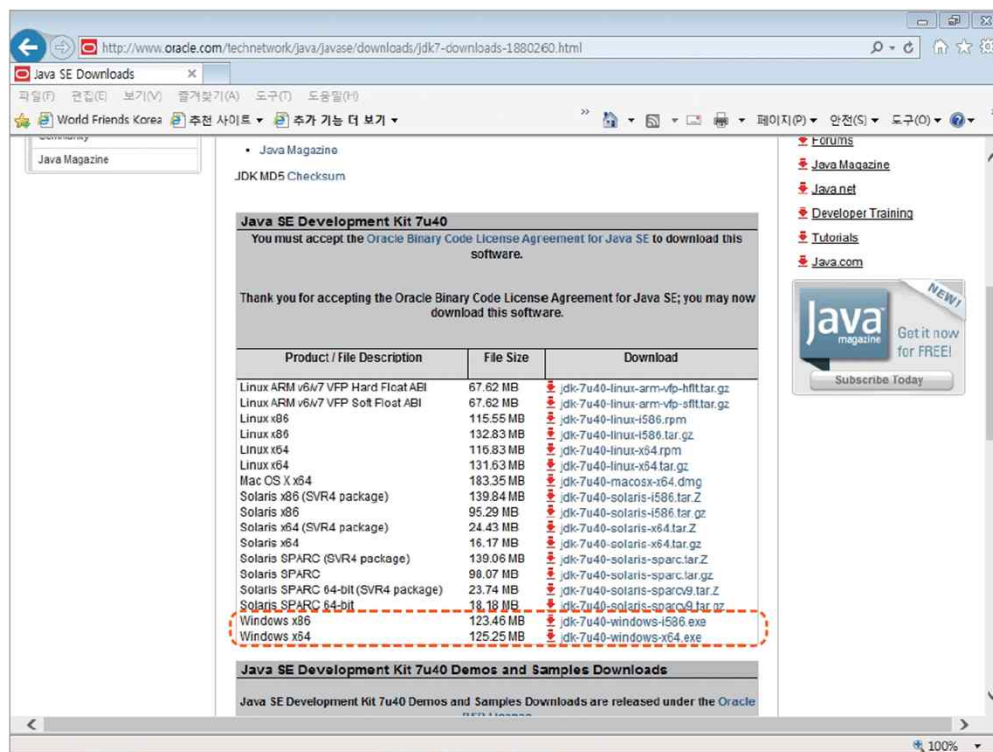 http://www.oracle.com/technetwork/java/javase/downloads/jdk7-downloads-1880260.html
Java SE Downloads
파일(F) 편집(E) 보기(V) 즐겨찾기(A) 도구(T) 도움말(H)
World Friends Korea 추천 사이트 추가 기능 더 보기
페이지(P) 안전(S) 도구(O)
Community
Java Magazine
Java Magazine
JDK MD5 Checksum
Java SE Development Kit 7u40
You must accept the Oracle Binary Code License Agreement for Java SE to download this
software.
Thank you for accepting the Oracle Binary Code License Agreement for Java SE; you may now
download this software.
Product / File Description File Size Download
Linux ARM v6/v7 VFP Hard Float ABI 67.62 MB jdk-7u40-linux-arm-vfp-hflt.tar.gz
Linux ARM v6/v7 VFP Soft Float ABI 67.62 MB jdk-7u40-linux-arm-vfp-sflt.tar.gz
Linux x86 115.55 MB jdk-7u40-linux-i586.rpm
Linux x86 132.83 MB jdk-7u40-linux-i586.tar.gz
Linux x64 116.83 MB jdk-7u40-linux-x64.rpm
Linux x64 131.63 MB jdk-7u40-linux-x64.tar.gz
Mac OS X x64 183.35 MB jdk-7u40-macosx-x64.dmg
Solaris x86 (SVR4 package) 139.84 MB jdk-7u40-solaris-i586.tar.Z
Solaris x86 95.29 MB jdk-7u40-solaris-i586.tar.gz
Solaris x64 (SVR4 package) 24.43 MB jdk-7u40-solaris-x64.tar.Z
Solaris x64 16.17 MB jdk-7u40-solaris-x64.tar.gz
Solaris SPARC (SVR4 package) 139.06 MB jdk-7u40-solaris-sparc.tar.Z
Solaris SPARC 98.07 MB jdk-7u40-solaris-sparc.tar.gz
Solaris SPARC 64-bit (SVR4 package) 23.74 MB jdk-7u40-solaris-sparcv9.tar.Z
Solaris SPARC 64-bit 18.18 MB jdk-7u40-solaris-sparcv9.tar.gz
Windows x86 123.46 MB jdk-7u40-windows-i586.exe
Windows x64 125.25 MB jdk-7u40-windows-x64.exe
Java SE Development Kit 7u40 Demos and Samples Downloads
Java SE Development Kit 7u40 Demos and Samples Downloads are released under the Oracle
Forums
Java Magazine
Java.net
Developer Training
Tutorials
Java.com
NEW!
Java
magazine
Get it now
for FREE!
Subscribe Today
100%